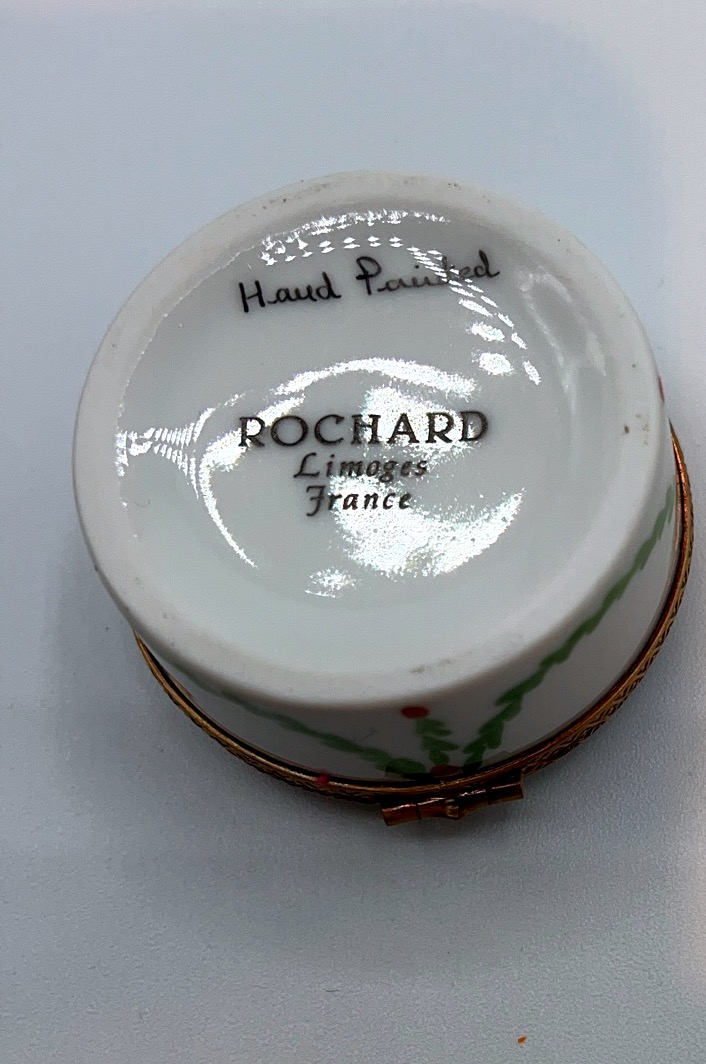 Hand Painted
ROCHARD
Limoges
France